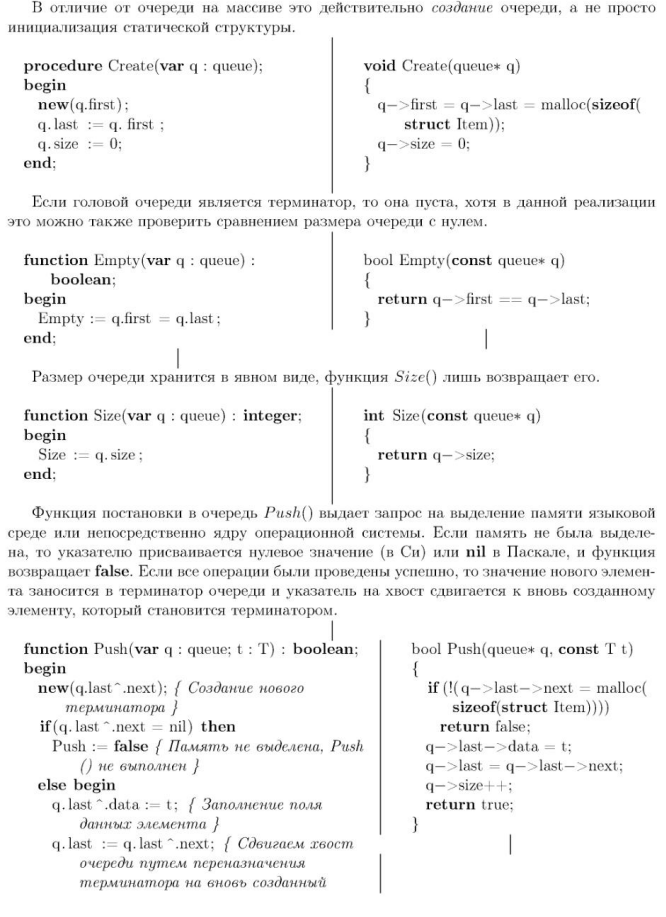 В отличие от очереди на массиве это действительно создание очереди, а не просто
инициализация статической структуры.
procedure Create(var q : queue);
begin
new(q.first);
q.last := q. first ;
q.size := 0;
end;
void Create(queue* q)
{
q−>first = q−>last = malloc(sizeof(
struct Item));
q−>size = 0;
}
Если головой очереди является терминатор, то она пуста, хотя в данной реализации
это можно также проверить сравнением размера очереди с нулем.
function Empty(var q : queue) :
boolean;
begin
Empty := q.first = q.last;
end;
bool Empty(const queue* q)
{
return q−>first == q−>last;
}
Размер очереди хранится в явном виде, функция Size() лишь возвращает его.
function Size(var q : queue) : integer;
begin
Size := q.size;
end;
int Size(const queue* q)
{
return q−>size;
}
Функция постановки в очередь Push() выдает запрос на выделение памяти языковой
среде или непосредственно ядру операционной системы. Если память не была выделе-
на, то указателю присваивается нулевое значение (в Си) или nil в Паскале, и функция
возвращает false. Если все операции были проведены успешно, то значение нового элемен-
та заносится в терминатор очереди и указатель на хвост сдвигается к вновь созданному
элементу, который становится терминатором.
function Push(var q : queue; t : T) : boolean;
begin
new(q.last^.next); { Создание нового
терминатора }
if(q.last^.next = nil) then
Push := false { Память не выделена, Push
() не выполнен }
else begin
q.last^.data := t; { Заполнение поля
данных элемента }
q.last := q.last^.next; { Сдвигаем хвост
очереди путем переназначения
терминатора на вновь созданный
bool Push(queue* q, const T t)
{
if (!(q−>last−>next = malloc(
sizeof(struct Item))))
return false;
q−>last−>data = t;
q−>last = q−>last−>next;
q−>size++;
return true;
}